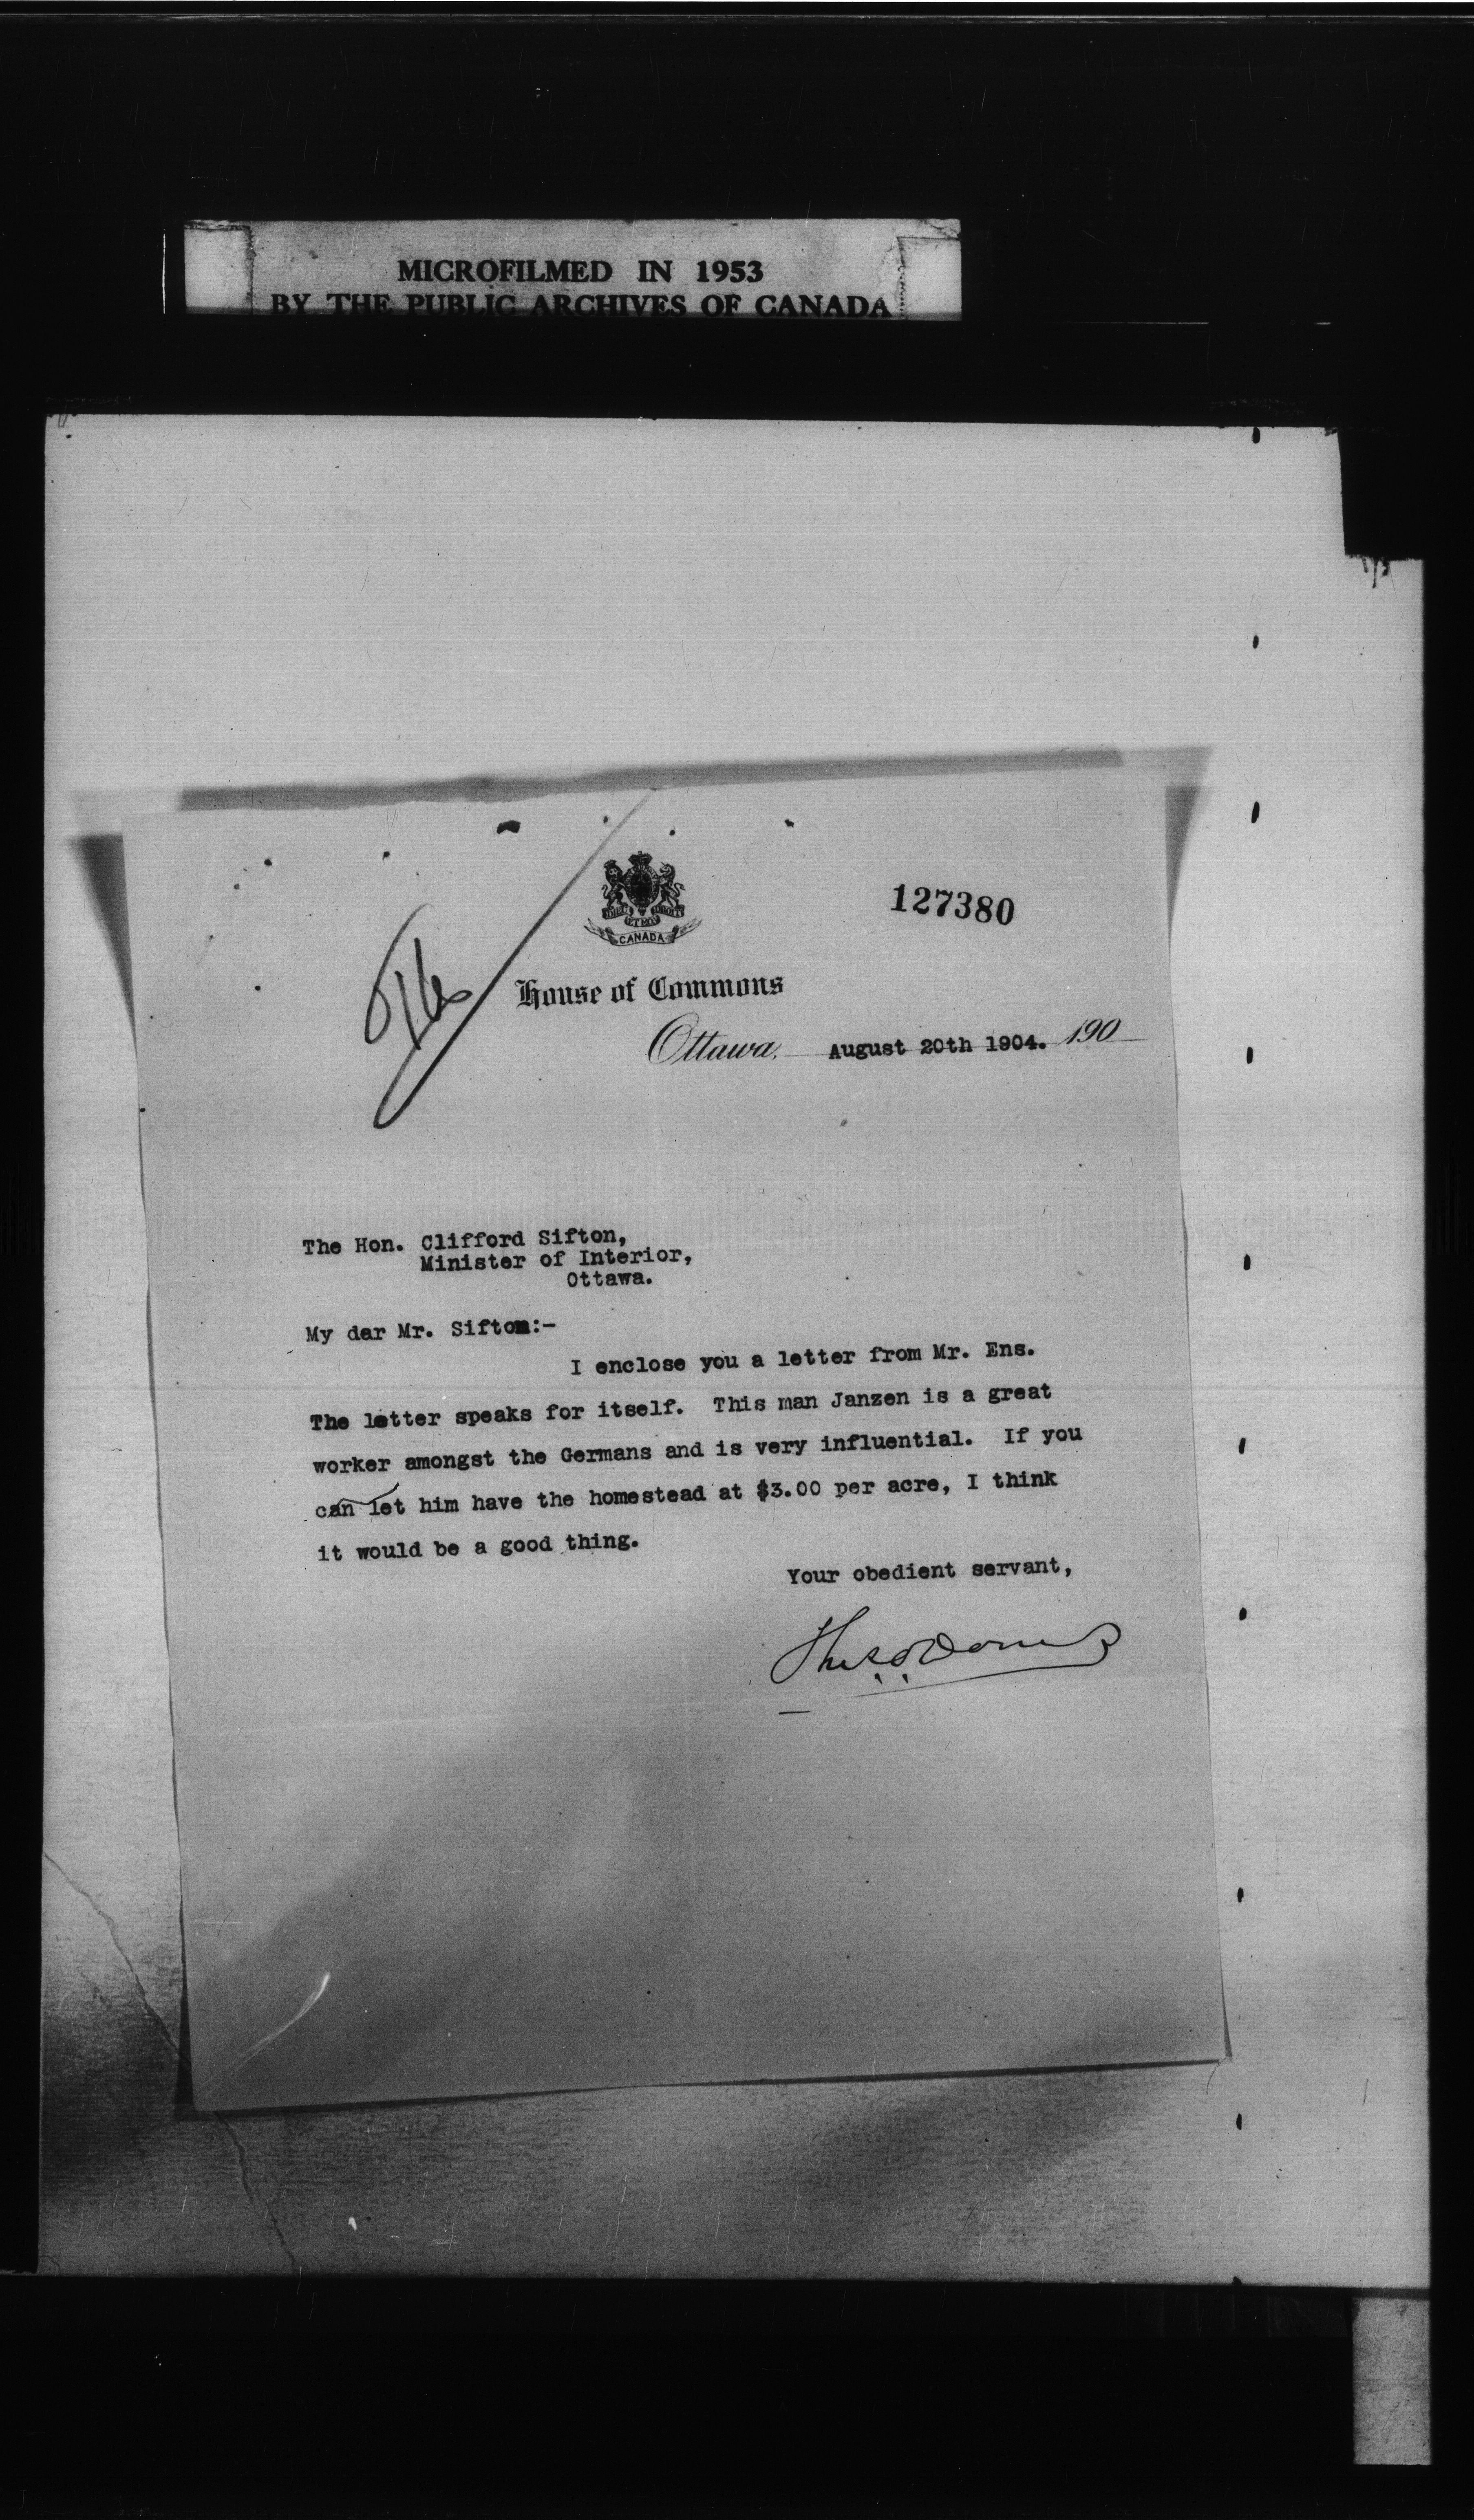 MICROFILMED IN 1953
BY THE PUBLIC ARCHIVES OF CANADA
CANADA
127380
File
House of Commons
Ottawa, August 20th 1904. 190
The Hon. Clifford Sifton,
Minister of Interior,
Ottawa.
My dar Mr. Sifton:-
I enclose you a letter from Mr. Ens.
The letter speaks for itself. This man Janzen is a great
worker amongst the Germans and is very influential. If you
can let him have the homestead at $3.00 per acre, I think
it would be a good thing.
Your obedient servant,